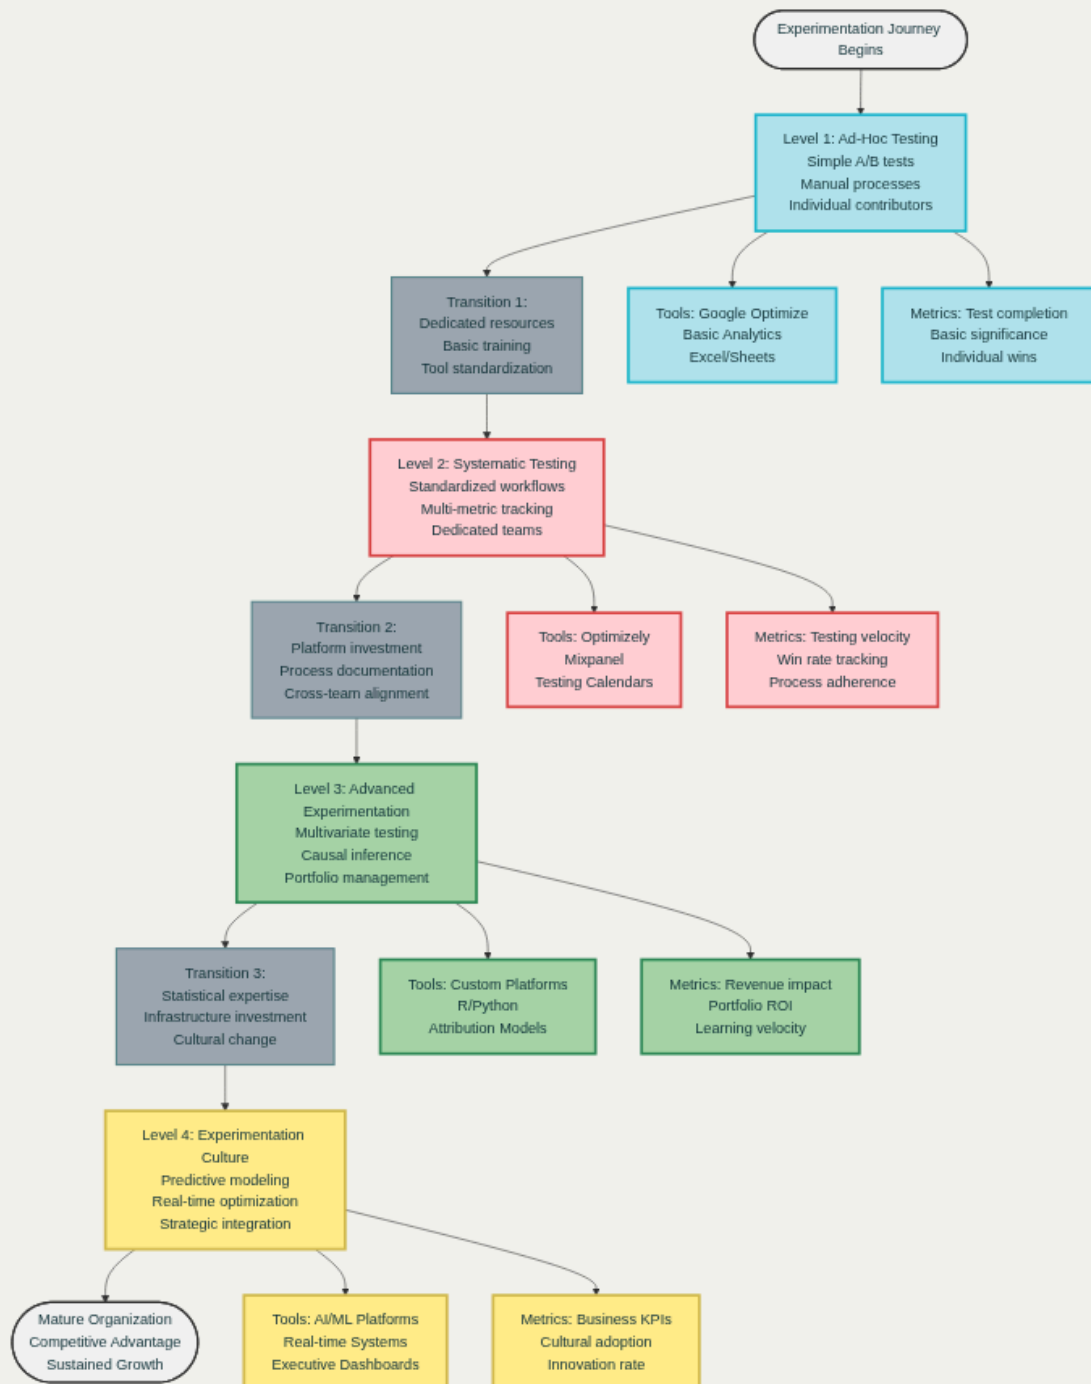 Experimentation Journey
Begins
Level 1: Ad-Hoc Testing
Simple A/B tests
Manual processes
Individual contributors
Transition 1:
Dedicated resources
Basic training
Tool standardization
Tools: Google Optimize
Basic Analytics
Excel/Sheets
Metrics: Test completion
Basic significance
Individual wins
Level 2: Systematic Testing
Standardized workflows
Multi-metric tracking
Dedicated teams
Transition 2:
Platform investment
Process documentation
Cross-team alignment
Tools: Optimizely
Mixpanel
Testing Calendars
Metrics: Testing velocity
Win rate tracking
Process adherence
Level 3: Advanced
Experimentation
Multivariate testing
Causal inference
Portfolio management
Transition 3:
Statistical expertise
Infrastructure investment
Cultural change
Tools: Custom Platforms
R/Python
Attribution Models
Metrics: Revenue impact
Portfolio ROI
Learning velocity
Level 4: Experimentation
Culture
Predictive modeling
Real-time optimization
Strategic integration
Mature Organization
Competitive Advantage
Sustained Growth
Tools: AI/ML Platforms
Real-time Systems
Executive Dashboards
Metrics: Business KPIs
Cultural adoption
Innovation rate